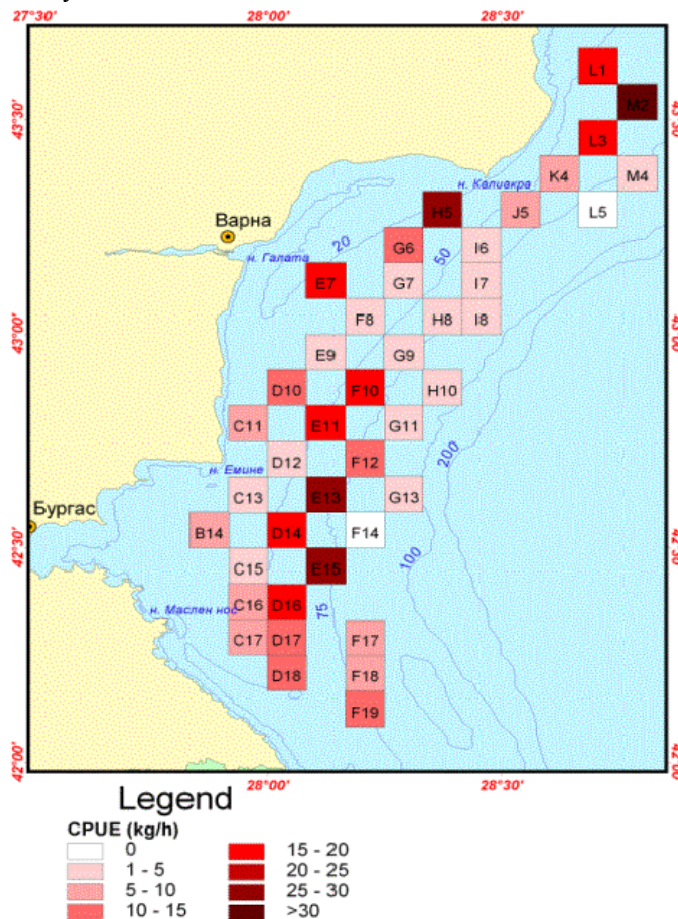 27°30' 28°00' 28°30'
L1
43°30' M2 43°30'
L3
н. Калиакра K4 M4
Варна H5 J5 L5
20 G6 50 I6
н. Галата E7 G7 I7
43°00' F8 H8 I8 43°00'
E9 G9
D10 F10 H10
C11 E11 G11
н. Емине D12 F12 200
C13 E13 G13
Бургас B14 D14 F14
42°30' 42°30'
C15 E15 100
н. Маслен нос C16 D16 75
C17 D17 F17
D18 F18
F19
42°00' 42°00'
28°00' 28°30'
Legend
CPUE (kg/h)
0 15 - 20
1 - 5 20 - 25
5 - 10 25 - 30
10 - 15 >30